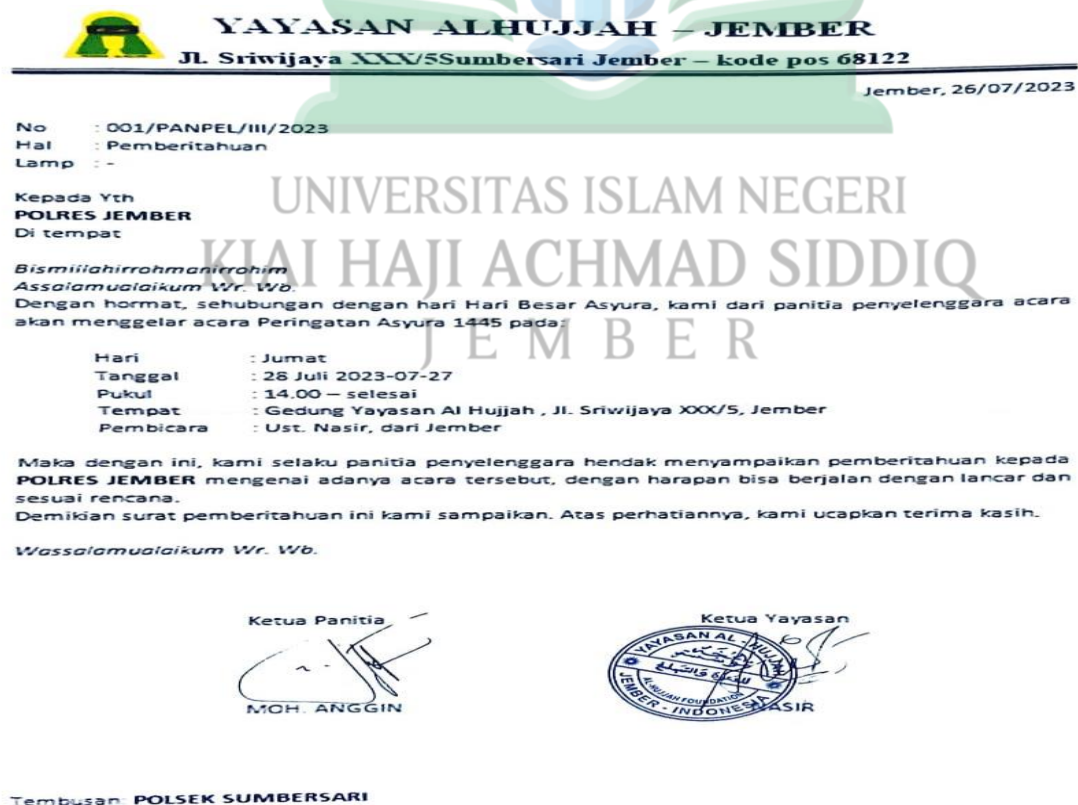 YAYASAN ALHUJJAH – JEMBER
Jl. Sriwijaya XXX/5Sumbersari Jember – kode pos 68122
Jember, 26/07/2023
No : 001/PANPEL/III/2023
Hal : Pemberitahuan
Lamp : -
Kepada Yth
POLRES JEMBER
Di tempat
UNIVERSITAS ISLAM NEGERI
KIAI HAJI ACHMAD SIDDIQ
JEMBER
Bismillahirrohmanirrohim
Assalamualaikum Wr. Wb.
Dengan hormat, sehubungan dengan hari Hari Besar Asyura, kami dari panitia penyelenggara acara
akan menggelar acara Peringatan Asyura 1445 pada:
Hari : Jumat
Tanggal : 28 Juli 2023-07-27
Pukul : 14.00 – selesai
Tempat : Gedung Yayasan Al Hujjah , Jl. Sriwijaya XXX/5, Jember
Pembicara : Ust. Nasir, dari Jember
Maka dengan ini, kami selaku panitia penyelenggara hendak menyampaikan pemberitahuan kepada
POLRES JEMBER mengenai adanya acara tersebut, dengan harapan bisa berjalan dengan lancar dan
sesuai rencana.
Demikian surat pemberitahuan ini kami sampaikan. Atas perhatiannya, kami ucapkan terima kasih.
Wassalamualaikum Wr. Wb.
Ketua Panitia
MOH. ANGGIN
Ketua Yayasan
YAYASAN AL - HUJJAH
AL-HUJJAH FOUNDATION
JEMBER - INDONESIA
NASIR
Tembusan: POLSEK SUMBERSARI